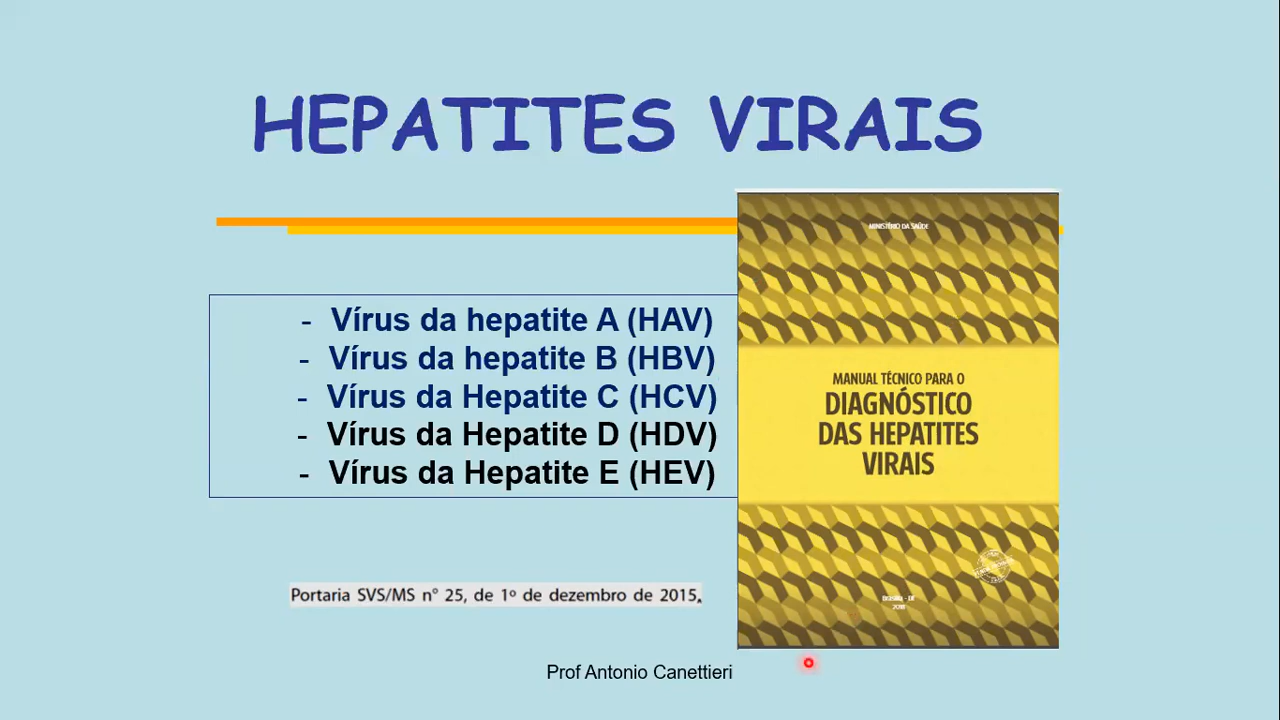 HEPATITES VIRAIS
- Vírus da hepatite A (HAV)
- Vírus da hepatite B (HBV)
- Vírus da Hepatite C (HCV)
- Vírus da Hepatite D (HDV)
- Vírus da Hepatite E (HEV)
MINISTÉRIO DA SAÚDE
MANUAL TÉCNICO PARA O
DIAGNÓSTICO
DAS HEPATITES
VIRAIS
Brasília - DF
Portaria SVS/MS n° 25, de 1º de dezembro de 2015,
Prof Antonio Canettieri